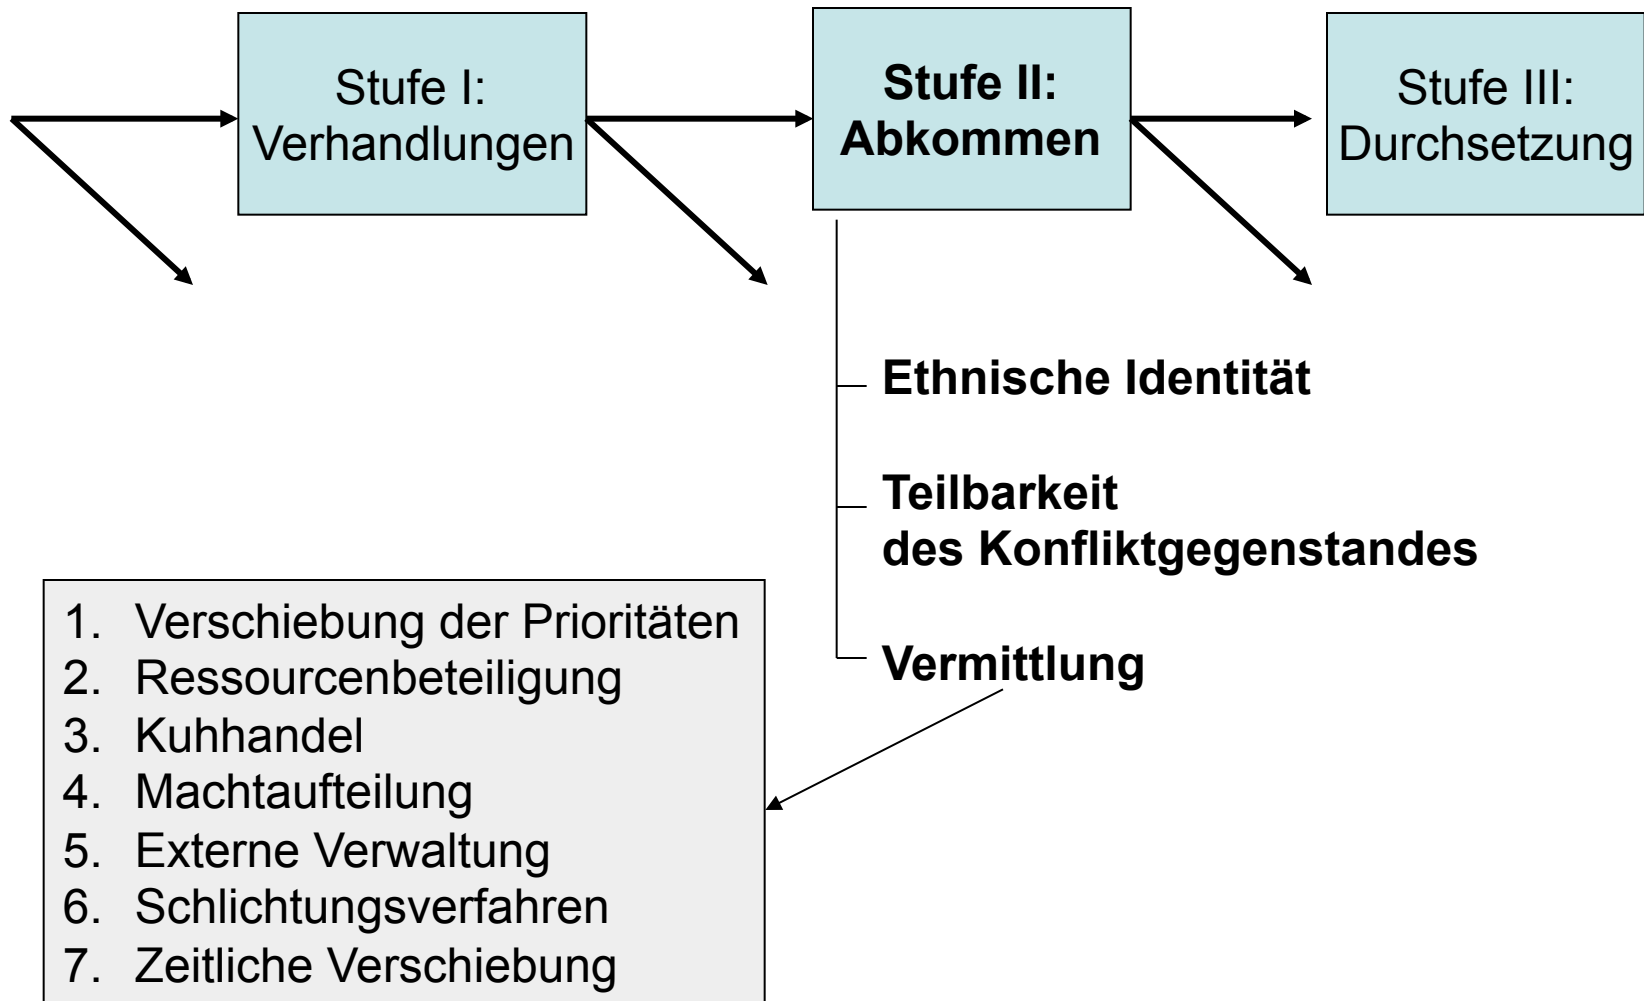 Stufe I:
Verhandlungen
Stufe II:
Abkommen
Stufe III:
Durchsetzung
Ethnische Identität
Teilbarkeit
des Konfliktgegenstandes
Vermittlung
1. Verschiebung der Prioritäten
2. Ressourcenbeteiligung
3. Kuhhandel
4. Machtaufteilung
5. Externe Verwaltung
6. Schlichtungsverfahren
7. Zeitliche Verschiebung